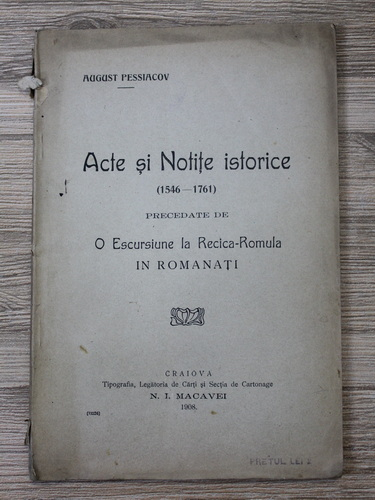 AUGUST PESSIACOV
Acte și Notițe istorice
(1546—1761)
PRECEDATE DE
O Escursiune la Recica-Romula
IN ROMANAȚI
CRAIOVA
Tipografia, Legătoria de Cărți și Secția de Cartonage
N. I. MACAVEI
1908.
PREȚUL LEI 2